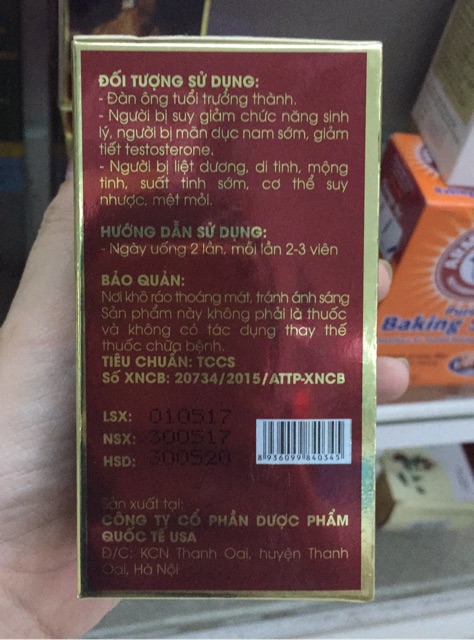 ĐỐI TƯỢNG SỬ DỤNG:
- Đàn ông tuổi trưởng thành.
- Người bị suy giảm chức năng sinh
lý, người bị mãn dục nam sớm, giảm
tiết testosterone.
- Người bị liệt dương, di tinh, mộng
tinh, suất tinh sớm, cơ thể suy
nhược, mệt mỏi.
HƯỚNG DẪN SỬ DỤNG:
- Ngày uống 2 lần, mỗi lần 2-3 viên
BẢO QUẢN:
Nơi khô ráo thoáng mát, tránh ánh sáng
Sản phẩm này không phải là thuốc
và không có tác dụng thay thế
thuốc chữa bệnh.
TIÊU CHUẨN: TCCS
Số XNCB: 20734/2015/ATTP-XNCB
LSX: 010517
NSX: 300517
HSD: 300520
8 936099 840345
Sản xuất tại:
CÔNG TY CỔ PHẦN DƯỢC PHẨM
QUỐC TẾ USA
Đ/C: KCN Thanh Oai, huyện Thanh
Oai, Hà Nội
Baking